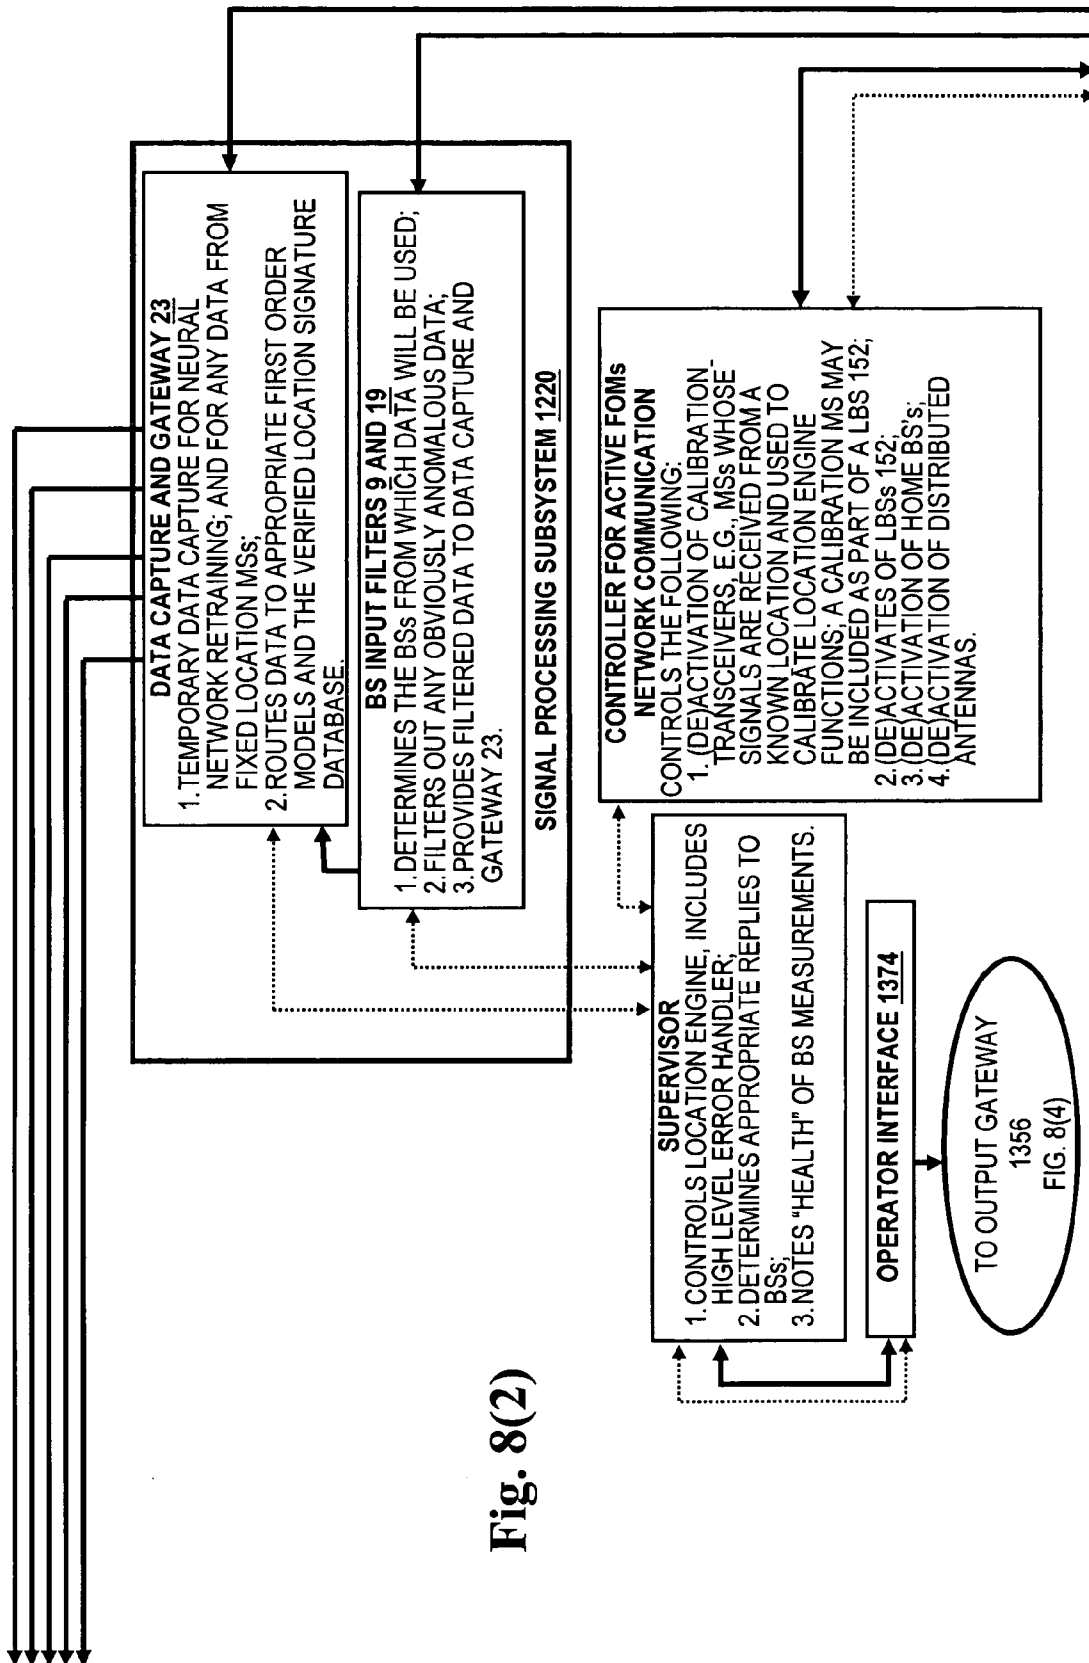 DATA CAPTURE AND GATEWAY 23
1. TEMPORARY DATA CAPTURE FOR NEURAL
NETWORK RETRAINING; AND FOR ANY DATA FROM
FIXED LOCATION MSs;
2. ROUTES DATA TO APPROPRIATE FIRST ORDER
MODELS AND THE VERIFIED LOCATION SIGNATURE
DATABASE.
BS INPUT FILTERS 9 AND 19
1. DETERMINES THE BSs FROM WHICH DATA WILL BE USED;
2. FILTERS OUT ANY OBVIOUSLY ANOMALOUS DATA;
3. PROVIDES FILTERED DATA TO DATA CAPTURE AND
GATEWAY 23.
SIGNAL PROCESSING SUBSYSTEM 1220
CONTROLLER FOR ACTIVE FOMs
NETWORK COMMUNICATION
CONTROLS THE FOLLOWING:
1. (DE)ACTIVATION OF CALIBRATION
TRANSCEIVERS, E.G., MSs WHOSE
SIGNALS ARE RECEIVED FROM A
KNOWN LOCATION AND USED TO
CALIBRATE LOCATION ENGINE
FUNCTIONS; A CALIBRATION MS MAY
BE INCLUDED AS PART OF A LBS 152;
2. (DE)ACTIVATES OF LBSs 152;
3. (DE)ACTIVATION OF HOME BS's;
4. (DE)ACTIVATION OF DISTRIBUTED
ANTENNAS.
SUPERVISOR
1. CONTROLS LOCATION ENGINE, INCLUDES
HIGH LEVEL ERROR HANDLER;
2. DETERMINES APPROPRIATE REPLIES TO
BSs;
3. NOTES "HEALTH" OF BS MEASUREMENTS.
OPERATOR INTERFACE 1374
TO OUTPUT GATEWAY
1356
FIG. 8(4)
Fig. 8(2)